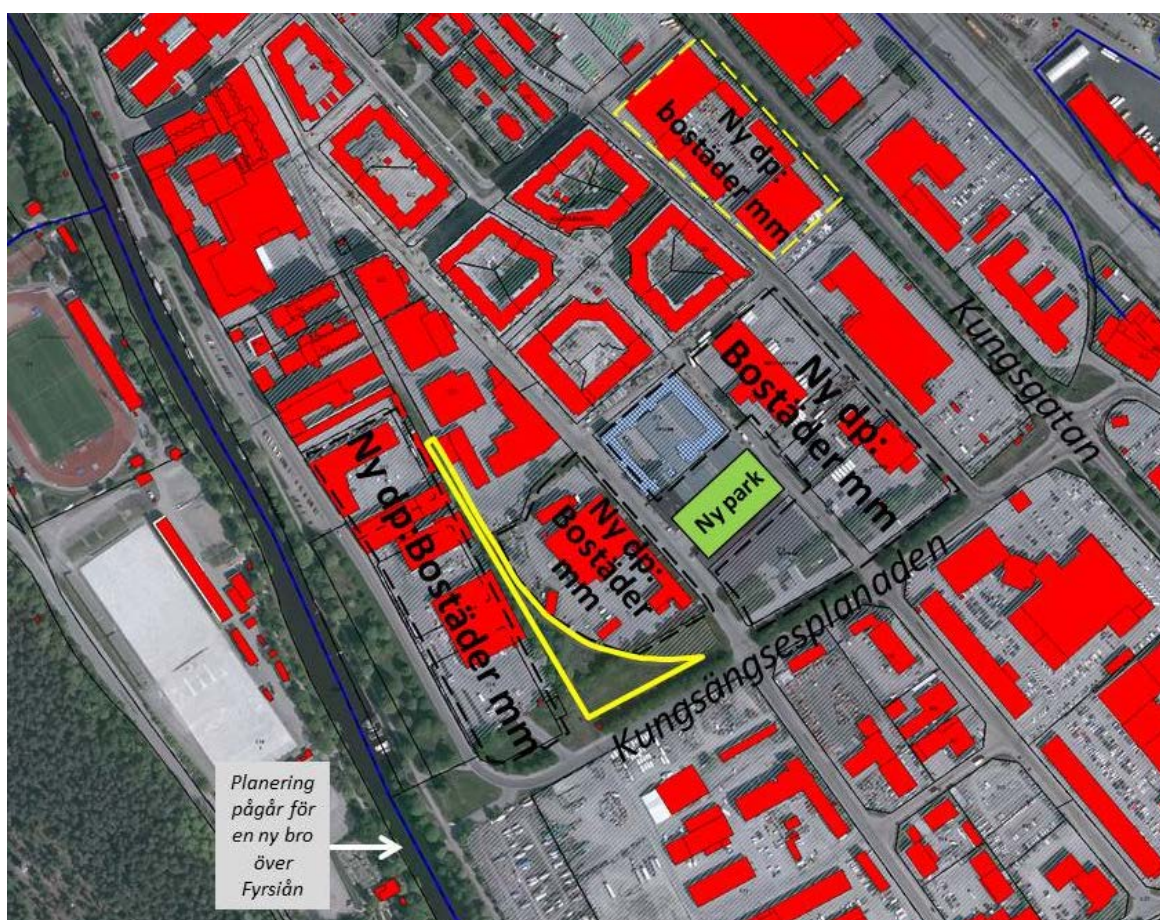 Ny dp:
bostäder mm
Kungsgatan
Ny dp:
Bostäder mm
Ny park
Ny dp:
Bostäder
mm
Ny dp:Bostäder mm
Kungsängsesplanaden
Planering
pågår för
en ny bro
över
Fyrsiån